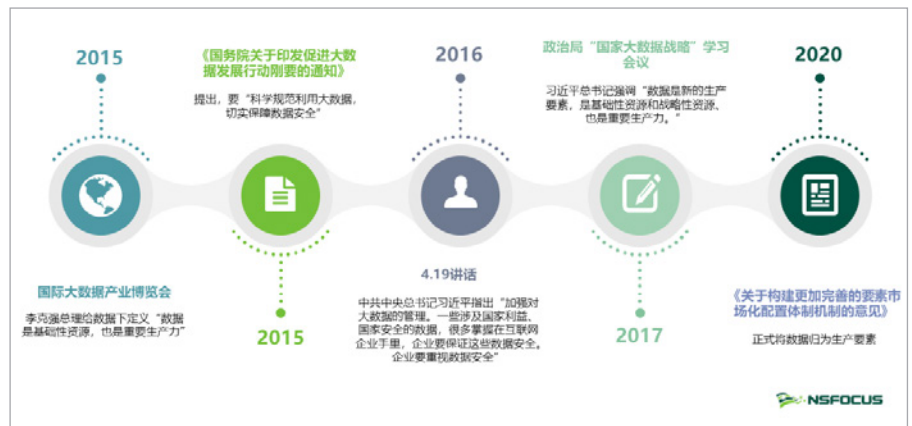 2015
国际大数据产业博览会
李克强总理给数据下定义“数据
是基础性资源，也是重要生产力”
《国务院关于印发促进大数
据发展行动刚要的通知》
提出，要“科学规范利用大数据，
切实保障数据安全”
2015
2016
4.19讲话
中共中央总书记习近平指出“加强对
大数据的管理。一些涉及国家利益、
国家安全的数据，很多掌握在互联网
企业手里，企业要保证这些数据安全。
企业要重视数据安全”
政治局“国家大数据战略”学习
会议
习近平总书记强调“数据是新的生产
要素，是基础性资源和战略性资源、
也是重要生产力。”
2017
2020
《关于构建更加完善的要素市
场化配置体制机制的意见》
正式将数据归为生产要素
NSFOCUS